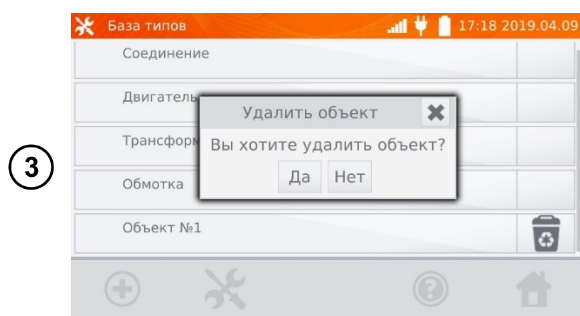 База типов 17:18 2019.04.09
Соединение
Двигатель
Удалить объект
Трансформ
Вы хотите удалить объект?
3
Обмотка
Да Нет
Объект №1